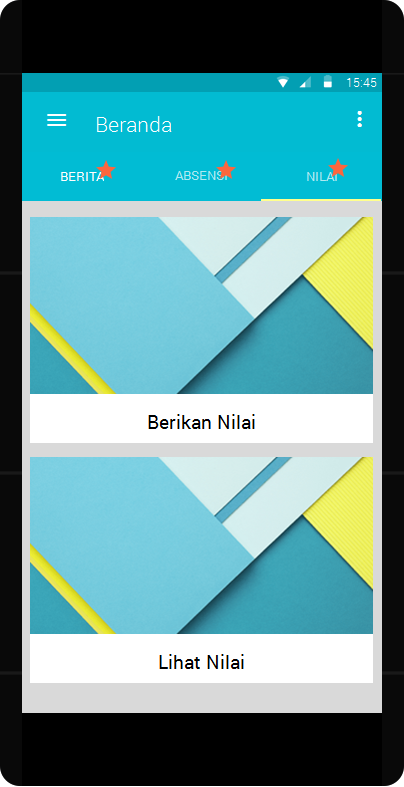 15:45
Beranda
BERITA ABSENSI NILAI
Berikan Nilai
Lihat Nilai